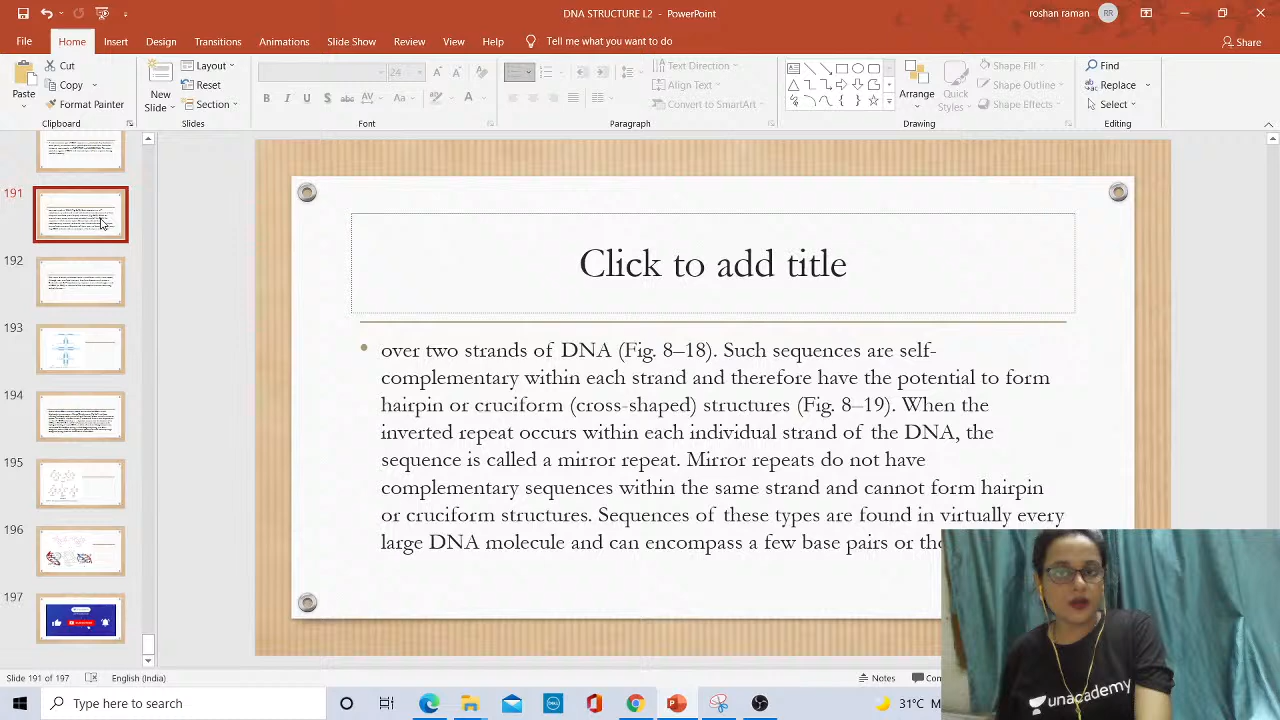 DNA STRUCTURE L2 - PowerPoint
roshan raman RR
File Home Insert Design Transitions Animations Slide Show Review View Help Tell me what you want to do Share
Paste Cut Copy Format Painter
Clipboard
New Slide Layout Reset Section
Slides
24
Font
Text Direction Align Text Convert to SmartArt
Paragraph
Arrange Quick Styles Shape Fill Shape Outline Shape Effects
Drawing
Find Replace Select
Editing
191
192
193
194
195
196
197
Click to add title
over two strands of DNA (Fig. 8–18). Such sequences are self-
complementary within each strand and therefore have the potential to form
hairpin or cruciform (cross-shaped) structures (Fig. 8–19). When the
inverted repeat occurs within each individual strand of the DNA, the
sequence is called a mirror repeat. Mirror repeats do not have
complementary sequences within the same strand and cannot form hairpin
or cruciform structures. Sequences of these types are found in virtually every
large DNA molecule and can encompass a few base pairs or
unacademy
Slide 191 of 197 English (India) Notes
Type here to search 31°C